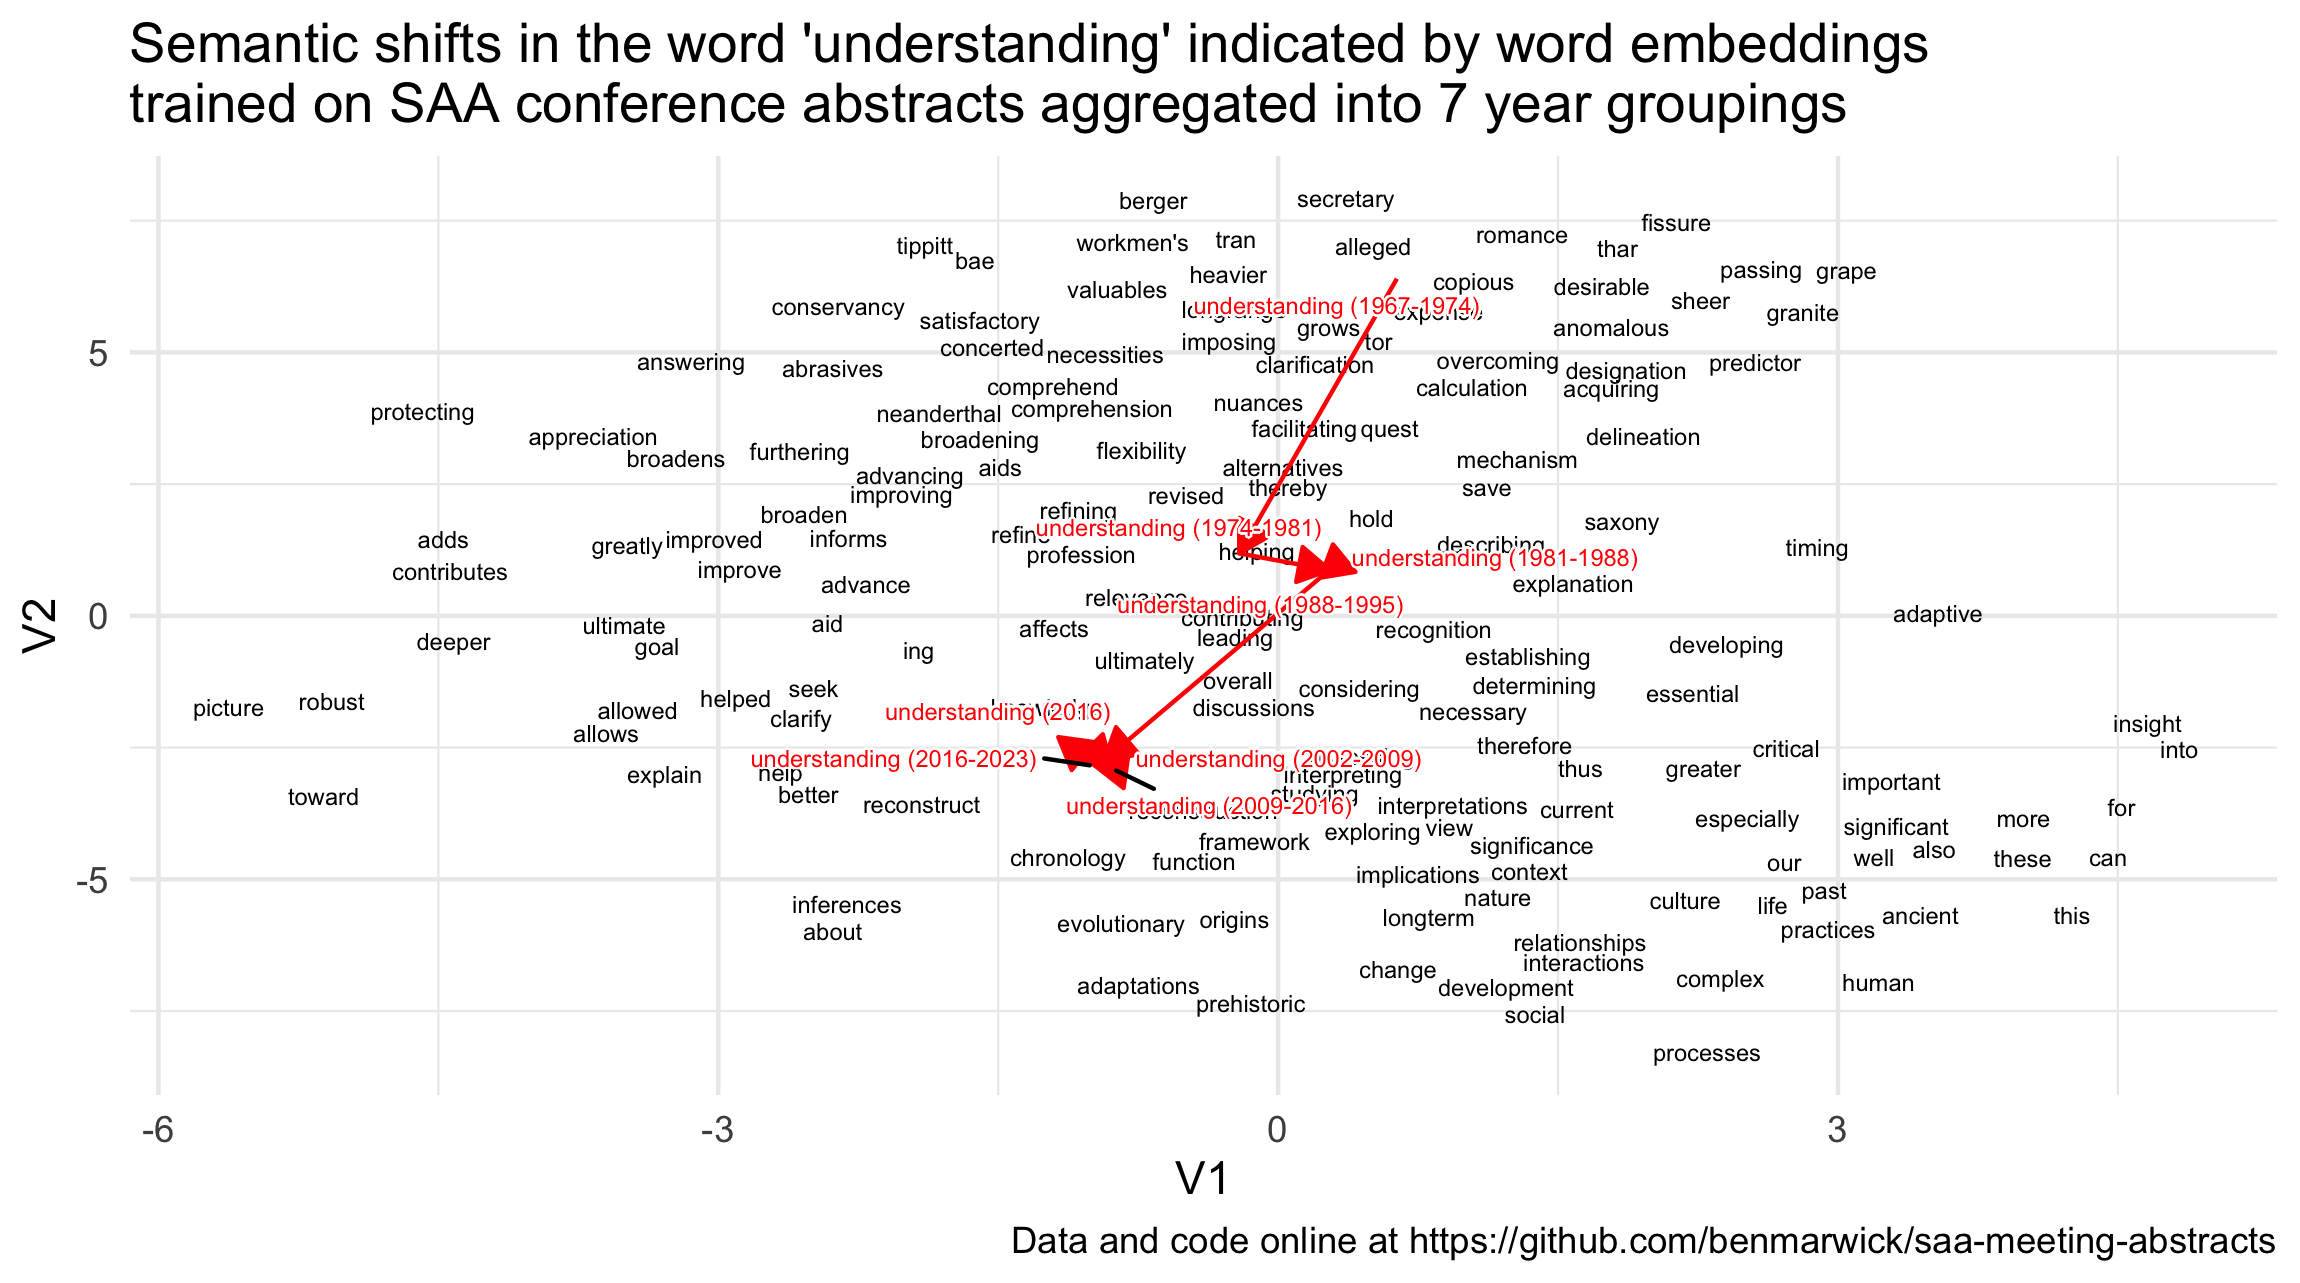 Semantic shifts in the word 'understanding' indicated by word embeddings
trained on SAA conference abstracts aggregated into 7 year groupings
berger
secretary
fissure
romance
tippitt
workmen's
tran
alleged
thar
bae
heavier
passing
grape
valuables
copious
desirable
sheer
conservancy
understanding (1967-1974)
expense
granite
satisfactory
grows
anomalous
concerted
necessities
imposing
tor
answering
abrasives
clarification
overcoming
designation
predictor
comprehend
calculation
acquiring
protecting
neanderthal
comprehension
nuances
appreciation
broadening
facilitating
quest
delineation
broadens
furthering
flexibility
mechanism
advancing
aids
alternatives
improving
revised
thereby
save
broaden
refining
hold
saxony
understanding (1974-1981)
adds
greatly
improved
informs
profession
helping
describing
understanding (1981-1988)
timing
contributes
improve
advance
explanation
relevance
understanding (1988-1995)
contributing
adaptive
ultimate
aid
affects
leading
recognition
deeper
goal
ing
ultimately
establishing
developing
picture
robust
helped
seek
overall
considering
determining
essential
allowed
clarify
understanding (2016)
discussions
necessary
allows
insight
therefore
critical
into
understanding (2016-2023)
understanding (2002-2009)
explain
help
interpreting
thus
greater
important
toward
better
reconstruct
studying
understanding (2009-2016)
interpretations
current
for
exploring
view
especially
significant
more
framework
significance
chronology
function
our
well
also
these
can
implications
context
nature
past
inferences
evolutionary
origins
longterm
culture
life
ancient
this
about
practices
relationships
interactions
adaptations
change
development
complex
human
prehistoric
social
processes
5
0
-5
V2
-6
-3
0
3
V1
Data and code online at https://github.com/benmarwick/saa-meeting-abstracts